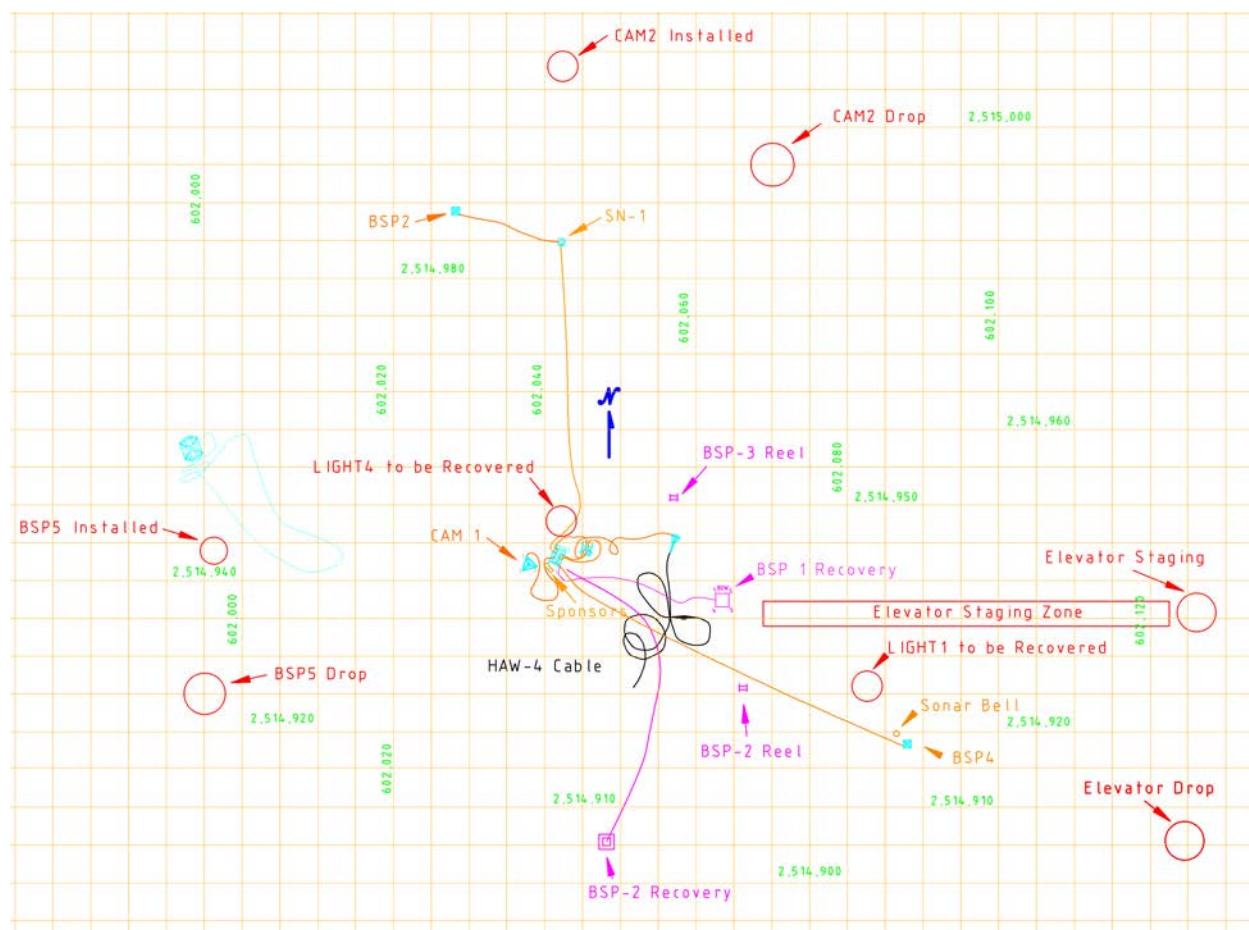 CAM2 Installed
CAM2 Drop
2,515,000
602,000
BSP2
SN-1
2,514,980
602,060
602,100
602,020
602,040
N
2,514,960
BSP-3 Reel
LIGHT4 to be Recovered
602,080
2,514,950
BSP5 Installed
CAM 1
Elevator Staging
2,514,940
BSP 1 Recovery
602,000
Sponsors
Elevator Staging Zone
602,120
HAW-4 Cable
LIGHT1 to be Recovered
BSP5 Drop
Sonar Bell
2,514,920
2,514,920
602,020
BSP-2 Reel
BSP4
2,514,910
2,514,910
Elevator Drop
2,514,900
BSP-2 Recovery